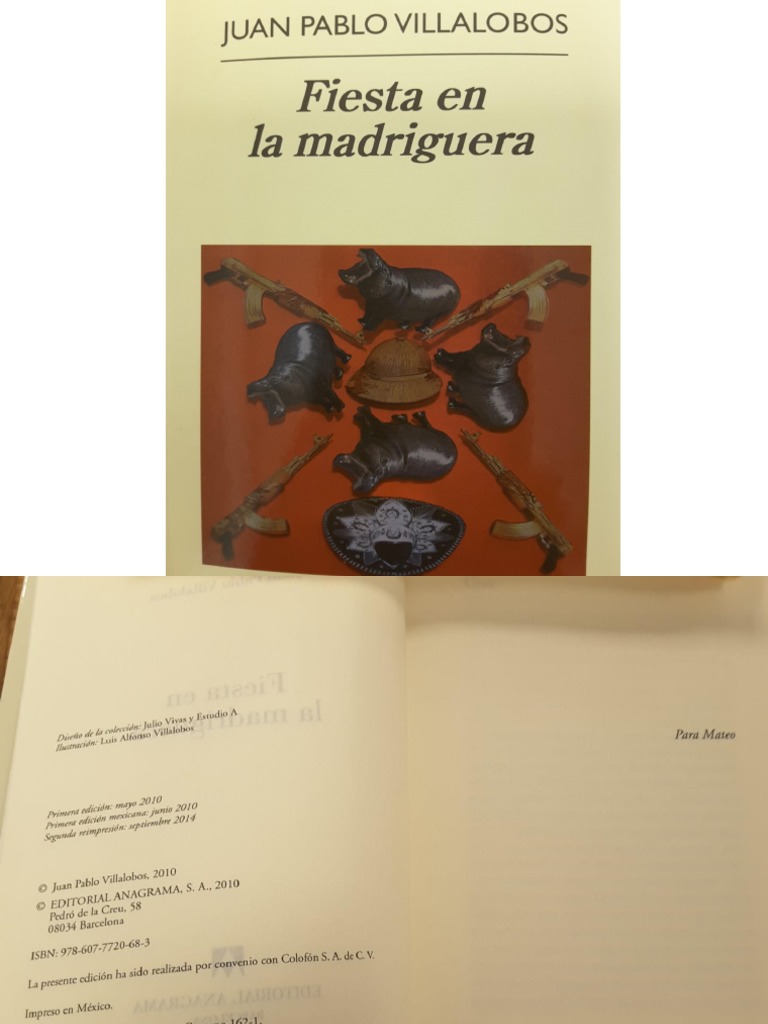 JUAN PABLO VILLALOBOS
Fiesta en
la madriguera
Diseño de la colección: Julio Vivas y Estudio A
Ilustración: Luis Alfonso Villalobos
Primera edición: mayo 2010
Primera edición mexicana: junio 2010
Segunda reimpresión: septiembre 2014
© Juan Pablo Villalobos, 2010
© EDITORIAL ANAGRAMA, S. A., 2010
Pedró de la Creu, 58
08034 Barcelona
ISBN: 978-607-7720-68-3
La presente edición ha sido realizada por convenio con Colofón S. A. de C. V.
Impreso en México.
162-1.
Para Mateo